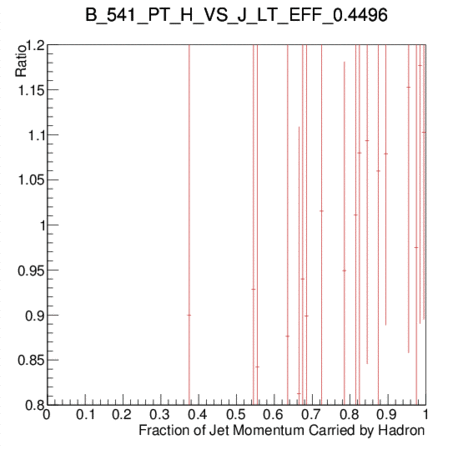 B_541_PT_H_VS_J_LT_EFF_0.4496
Ratio
1.2
1.15
1.1
1.05
1
0.95
0.9
0.85
0.8
0 0.1 0.2 0.3 0.4 0.5 0.6 0.7 0.8 0.9 1
Fraction of Jet Momentum Carried by Hadron